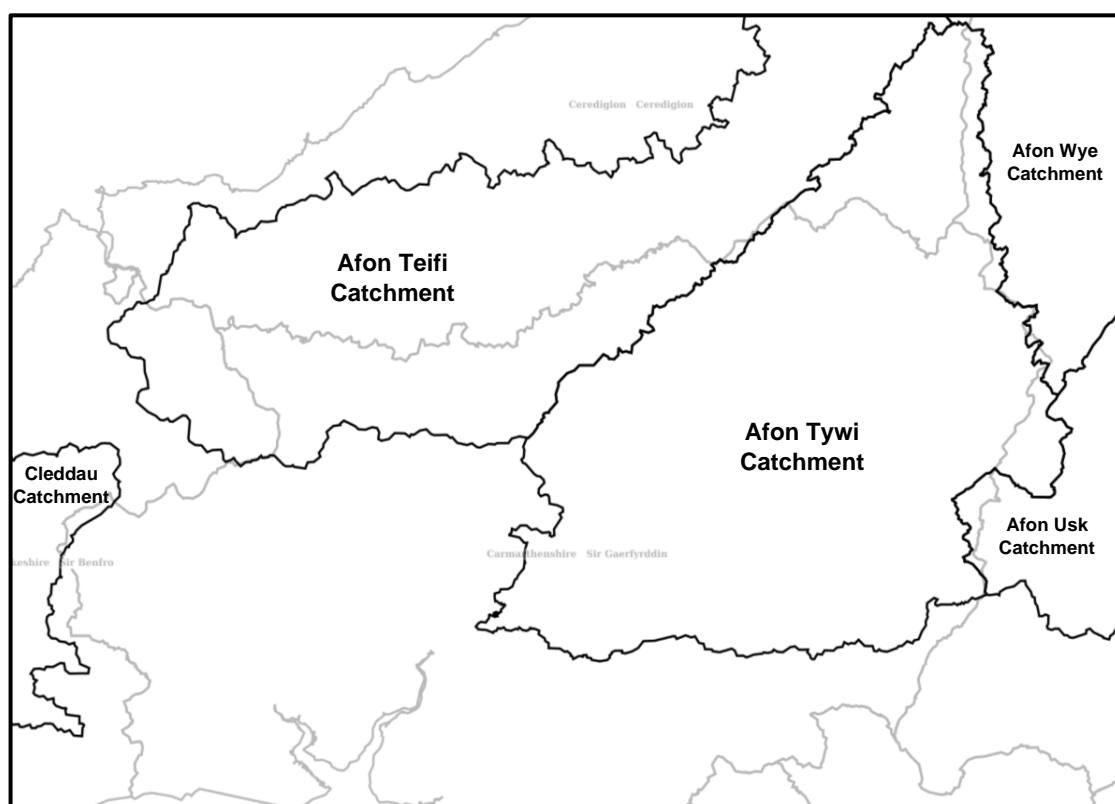 Ceredigion Ceredigion
Afon Wye
Catchment
Afon Teifi
Catchment
Afon Tywi
Catchment
Cleddau
Catchment
Afon Usk
Catchment
Carmarthenshire Sir Gaerfyrddin
keshire Sir Benfro